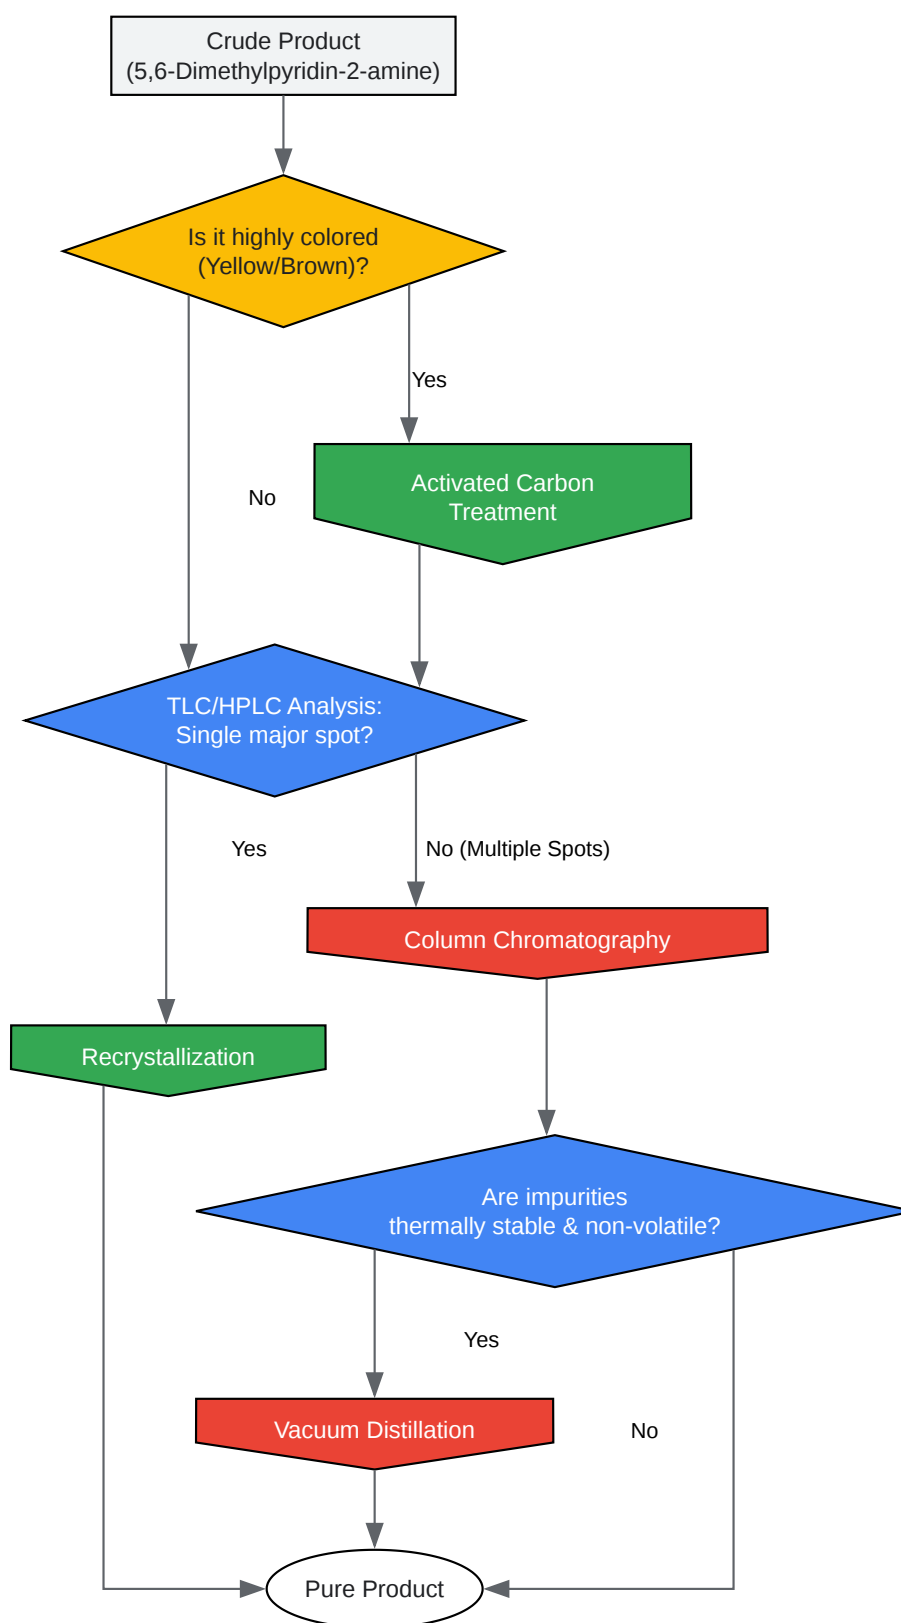 Crude Product
(5,6-Dimethylpyridin-2-amine)
Is it highly colored
(Yellow/Brown)?
Yes
Activated Carbon
Treatment
No
TLC/HPLC Analysis:
Single major spot?
Yes
No (Multiple Spots)
Column Chromatography
Recrystallization
Are impurities
thermally stable & non-volatile?
Yes
Vacuum Distillation
No
Pure Product